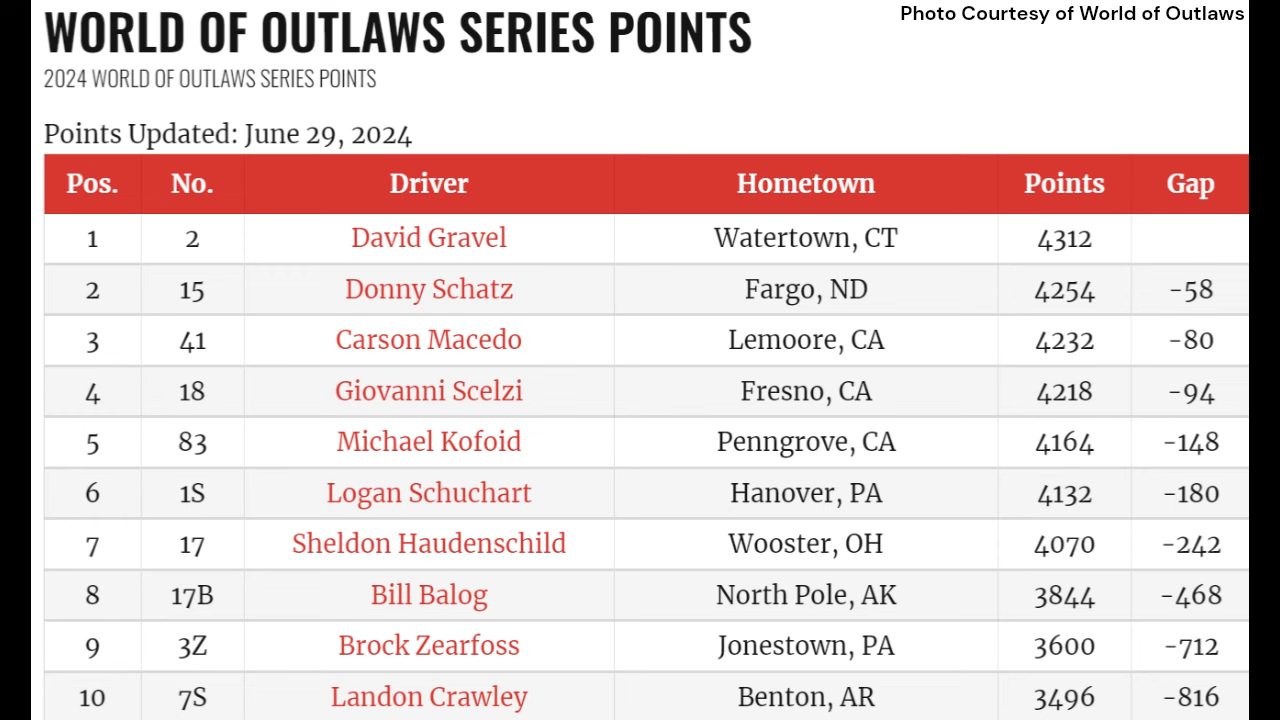 Photo Courtesy of World of Outlaws
WORLD OF OUTLAWS SERIES POINTS
2024 WORLD OF OUTLAWS SERIES POINTS
Points Updated: June 29, 2024
Pos. No. Driver Hometown Points Gap
1 2 David Gravel Watertown, CT 4312
2 15 Donny Schatz Fargo, ND 4254 -58
3 41 Carson Macedo Lemoore, CA 4232 -80
4 18 Giovanni Scelzi Fresno, CA 4218 -94
5 83 Michael Kofoid Penngrove, CA 4164 -148
6 1S Logan Schuchart Hanover, PA 4132 -180
7 17 Sheldon Haudenschild Wooster, OH 4070 -242
8 17B Bill Balog North Pole, AK 3844 -468
9 3Z Brock Zearfoss Jonestown, PA 3600 -712
10 7S Landon Crawley Benton, AR 3496 -816